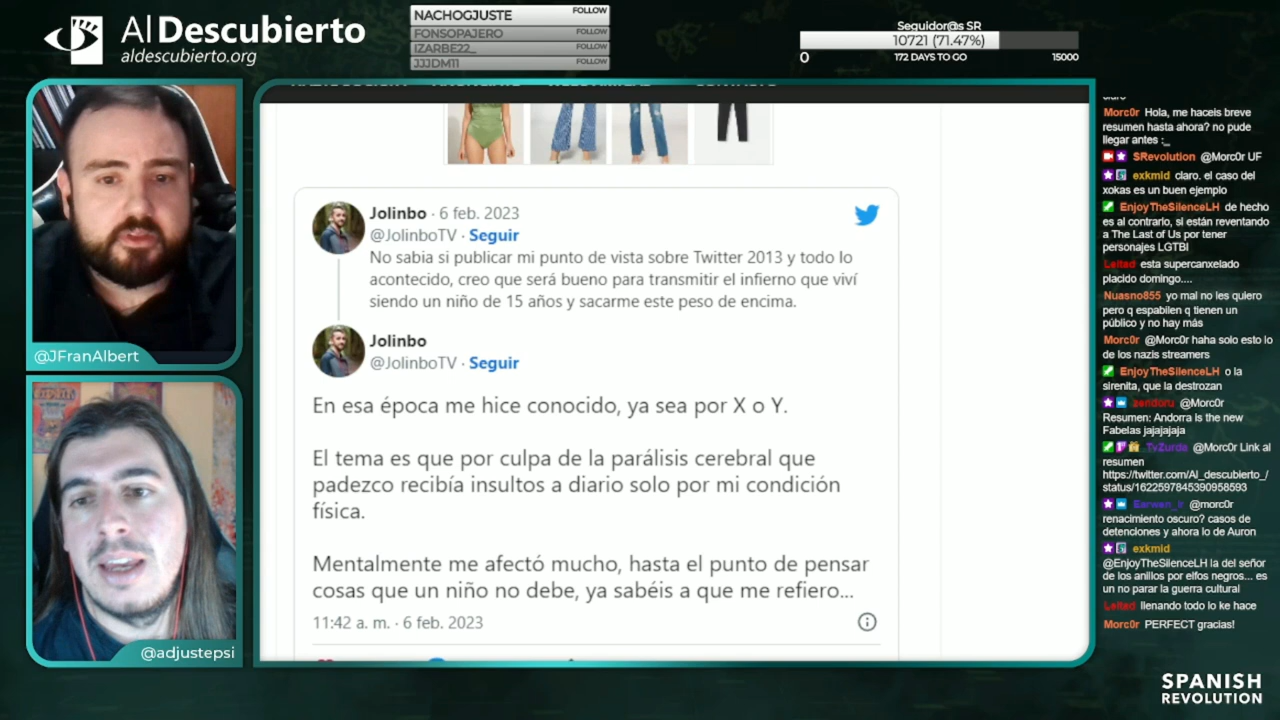 Al Descubierto
aldescubierto.org
NACHOGJUSTE FOLLOW
FONSOPAJERO FOLLOW
IZARBE22_ FOLLOW
JJJDM11 FOLLOW
Seguidor@s SR
10721 (71.47%)
0 172 DAYS TO GO 15000
@JFranAlbert
@adjustepsi
Jolinbo · 6 feb. 2023
@JolinboTV · Seguir
No sabia si publicar mi punto de vista sobre Twitter 2013 y todo lo
acontecido, creo que será bueno para transmitir el infierno que viví
siendo un niño de 15 años y sacarme este peso de encima.
Jolinbo
@JolinboTV · Seguir
En esa época me hice conocido, ya sea por X o Y.
El tema es que por culpa de la parálisis cerebral que
padezco recibía insultos a diario solo por mi condición
física.
Mentalmente me afectó mucho, hasta el punto de pensar
cosas que un niño no debe, ya sabéis a que me refiero...
11:42 a. m. · 6 feb. 2023
Morc0r Hola, me haceis breve
resumen hasta ahora? no pude
llegar antes :_
SRevolution @Morc0r UF
exkmid claro. el caso del
xokas es un buen ejemplo
EnjoyTheSilenceLH de hecho
es al contrario, si están reventando
a The Last of Us por tener
personajes LGTBI
Leitad esta supercanxelado
placido domingo....
Nuasno855 yo mal no les quiero
pero q espabilen q tienen un
público y no hay más
Morc0r @Morc0r haha solo esto lo
de los nazis streamers
EnjoyTheSilenceLH o la
sirenita, que la destrozan
zendoru @Morc0r
Resumen: Andorra is the new
Fabelas jajajajaja
TvZurda @Morc0r Link al
resumen
https://twitter.com/Al_descubierto_/
status/1622597845390958593
@morc0r
renacimiento oscuro? casos de
detenciones y ahora lo de Auron
exkmid
@EnjoyTheSilenceLH la del señor
de los anillos por elfos negros... es
un no parar la guerra cultural
Leitad llenando todo lo ke hace
Morc0r PERFECT gracias!
SPANISH
REVOLUTION